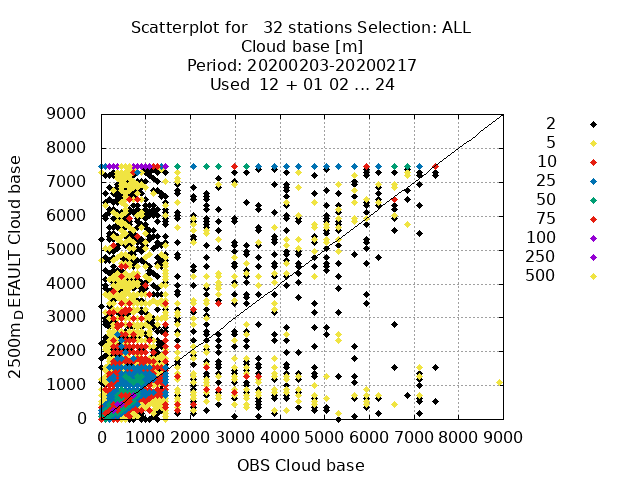 Scatterplot for   32 stations Selection: ALL
Cloud base [m]
Period: 20200203-20200217
Used  12 + 01 02 ... 24
2500m_DEFAULT Cloud base
9000
8000
7000
6000
5000
4000
3000
2000
1000
0
0 1000 2000 3000 4000 5000 6000 7000 8000 9000
OBS Cloud base
2
5
10
25
50
75
100
250
500